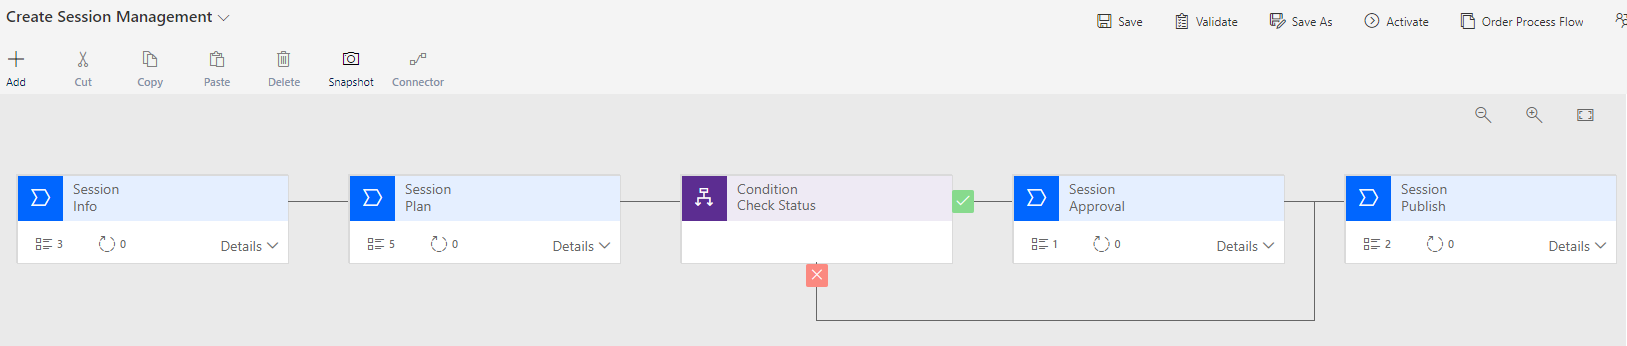 Create Session Management
Save
Validate
Save As
Activate
Order Process Flow
Add
Cut
Copy
Paste
Delete
Snapshot
Connector
Session
Info
3
0
Details
Session
Plan
5
0
Details
Condition
Check Status
Session
Approval
1
0
Details
Session
Publish
2
0
Details